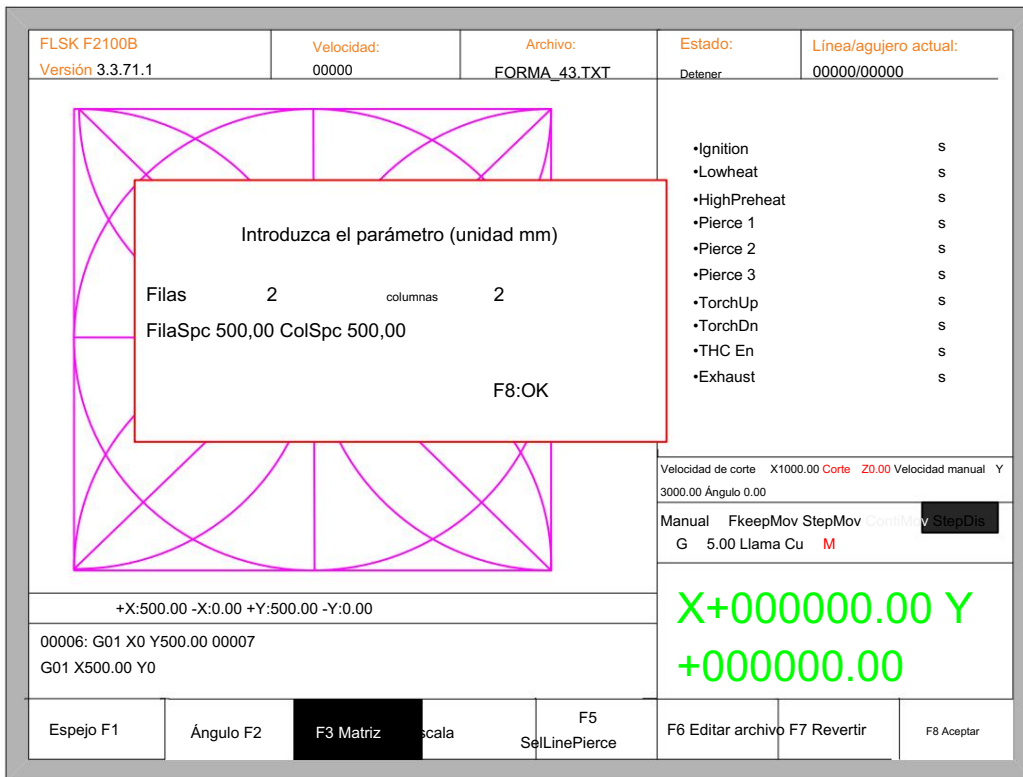 FLSK F2100B
Versión 3.3.71.1
Velocidad:
00000
Archivo:
FORMA_43.TXT
Estado:
Detener
Línea/agujero actual:
00000/00000
•Ignition s
•Lowheat s
•HighPreheat s
•Pierce 1 s
•Pierce 2 s
•Pierce 3 s
•TorchUp s
•TorchDn s
•THC En s
•Exhaust s
Introduzca el parámetro (unidad mm)
Filas 2 columnas 2
FilaSpc 500,00 ColSpc 500,00
F8:OK
Velocidad de corte X1000.00 Corte Z0.00 Velocidad manual Y
3000.00 Ángulo 0.00
Manual FkeepMov StepMov ContiMov StepDis
G 5.00 Llama Cu M
+X:500.00 -X:0.00 +Y:500.00 -Y:0.00
00006: G01 X0 Y500.00 00007
G01 X500.00 Y0
X+000000.00 Y
+000000.00
Espejo F1
Ángulo F2
F3 Matriz
scala
F5
SelLinePierce
F6 Editar archivo
F7 Revertir
F8 Aceptar